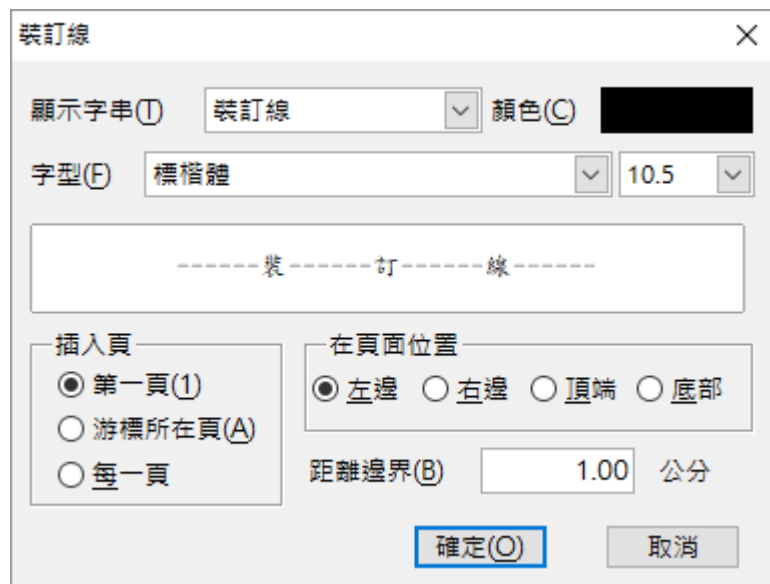 裝訂線
顯示字串(T) 裝訂線 顏色(C)
字型(F) 標楷體 10.5
------裝------訂------線------
插入頁
第一頁(1)
游標所在頁(A)
每一頁
在頁面位置
左邊 右邊 頂端 底部
距離邊界(B) 1.00 公分
確定(O) 取消